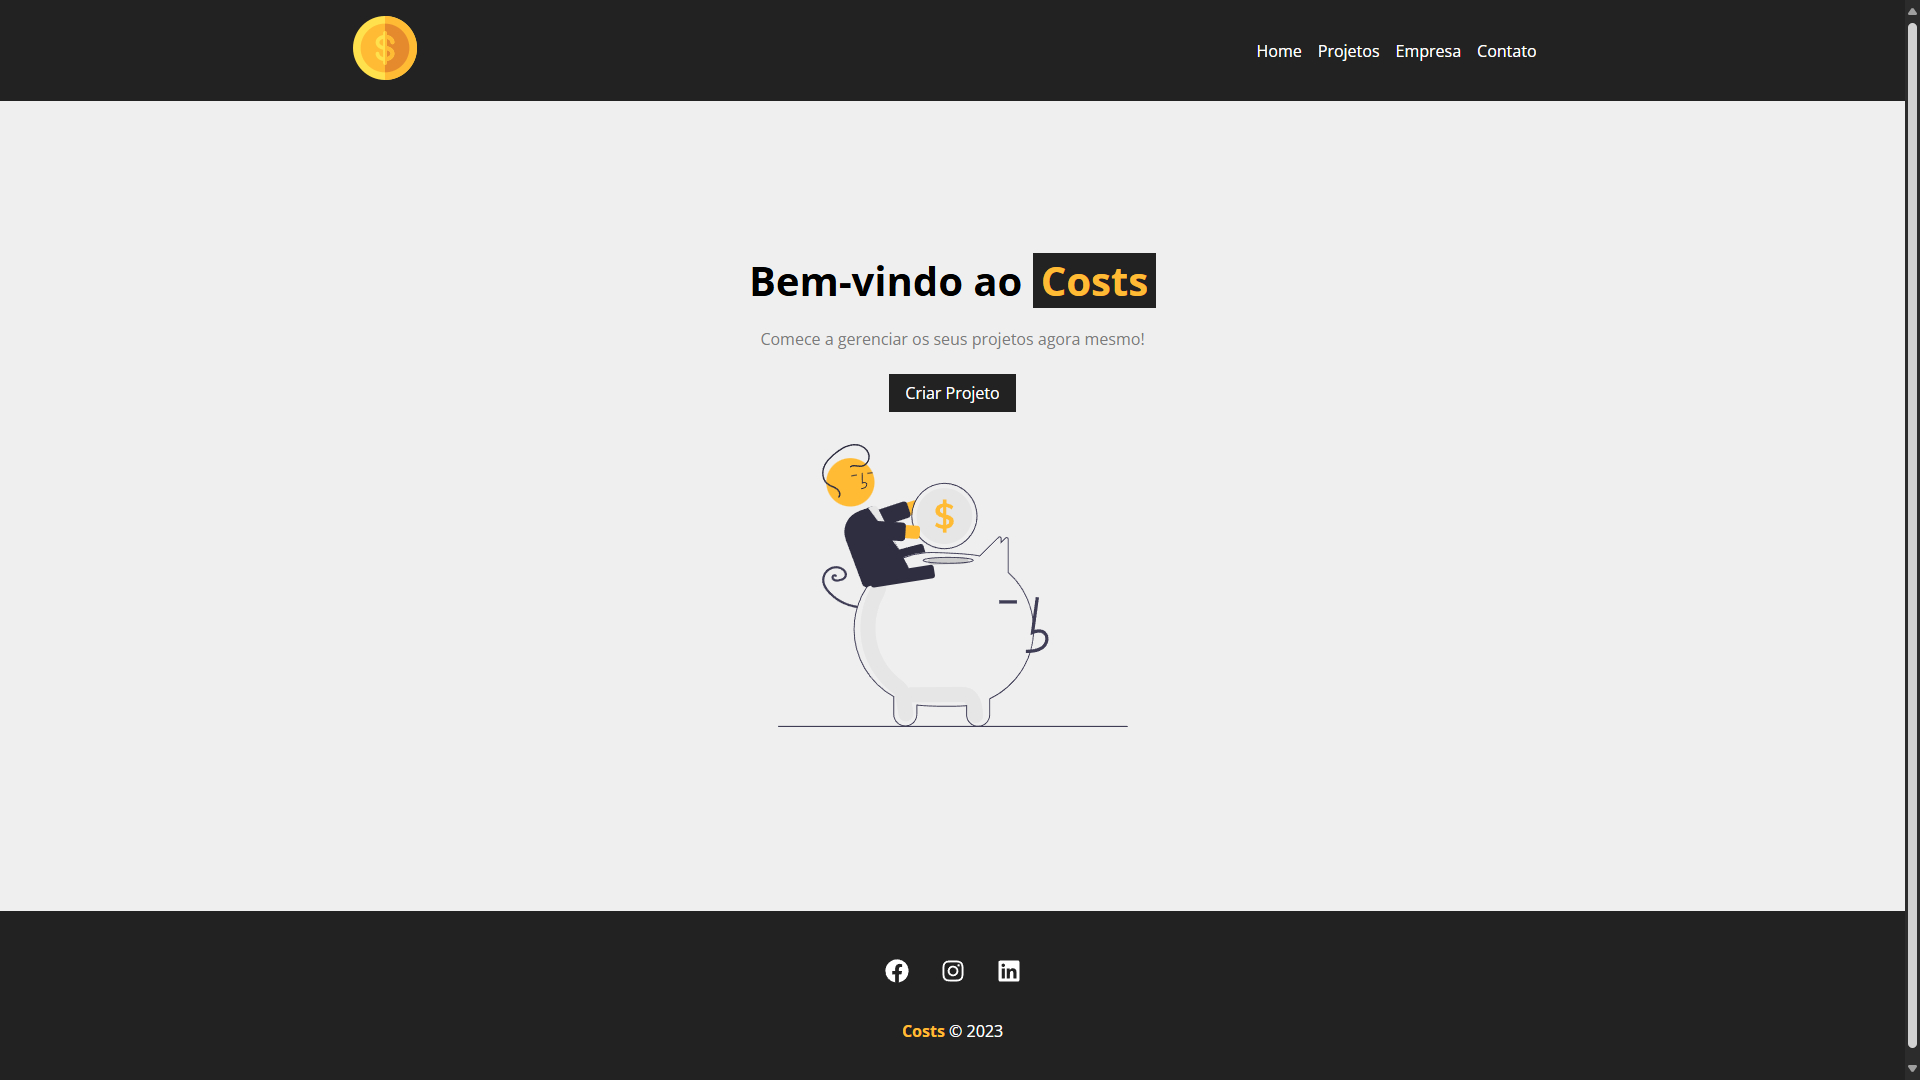 $
Home Projetos Empresa Contato
Bem-vindo ao Costs
Comece a gerenciar os seus projetos agora mesmo!
Criar Projeto
$
Costs © 2023